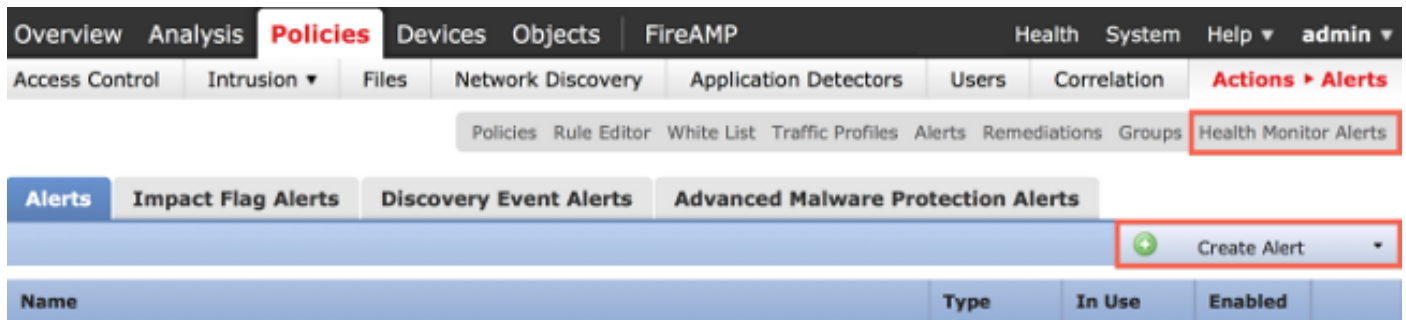 Overview Analysis Policies Devices Objects FireAMP Health System Help ▾ admin ▾
Access Control Intrusion ▾ Files Network Discovery Application Detectors Users Correlation Actions ▸ Alerts
Policies Rule Editor White List Traffic Profiles Alerts Remediations Groups Health Monitor Alerts
Alerts Impact Flag Alerts Discovery Event Alerts Advanced Malware Protection Alerts
Create Alert
Name Type In Use Enabled